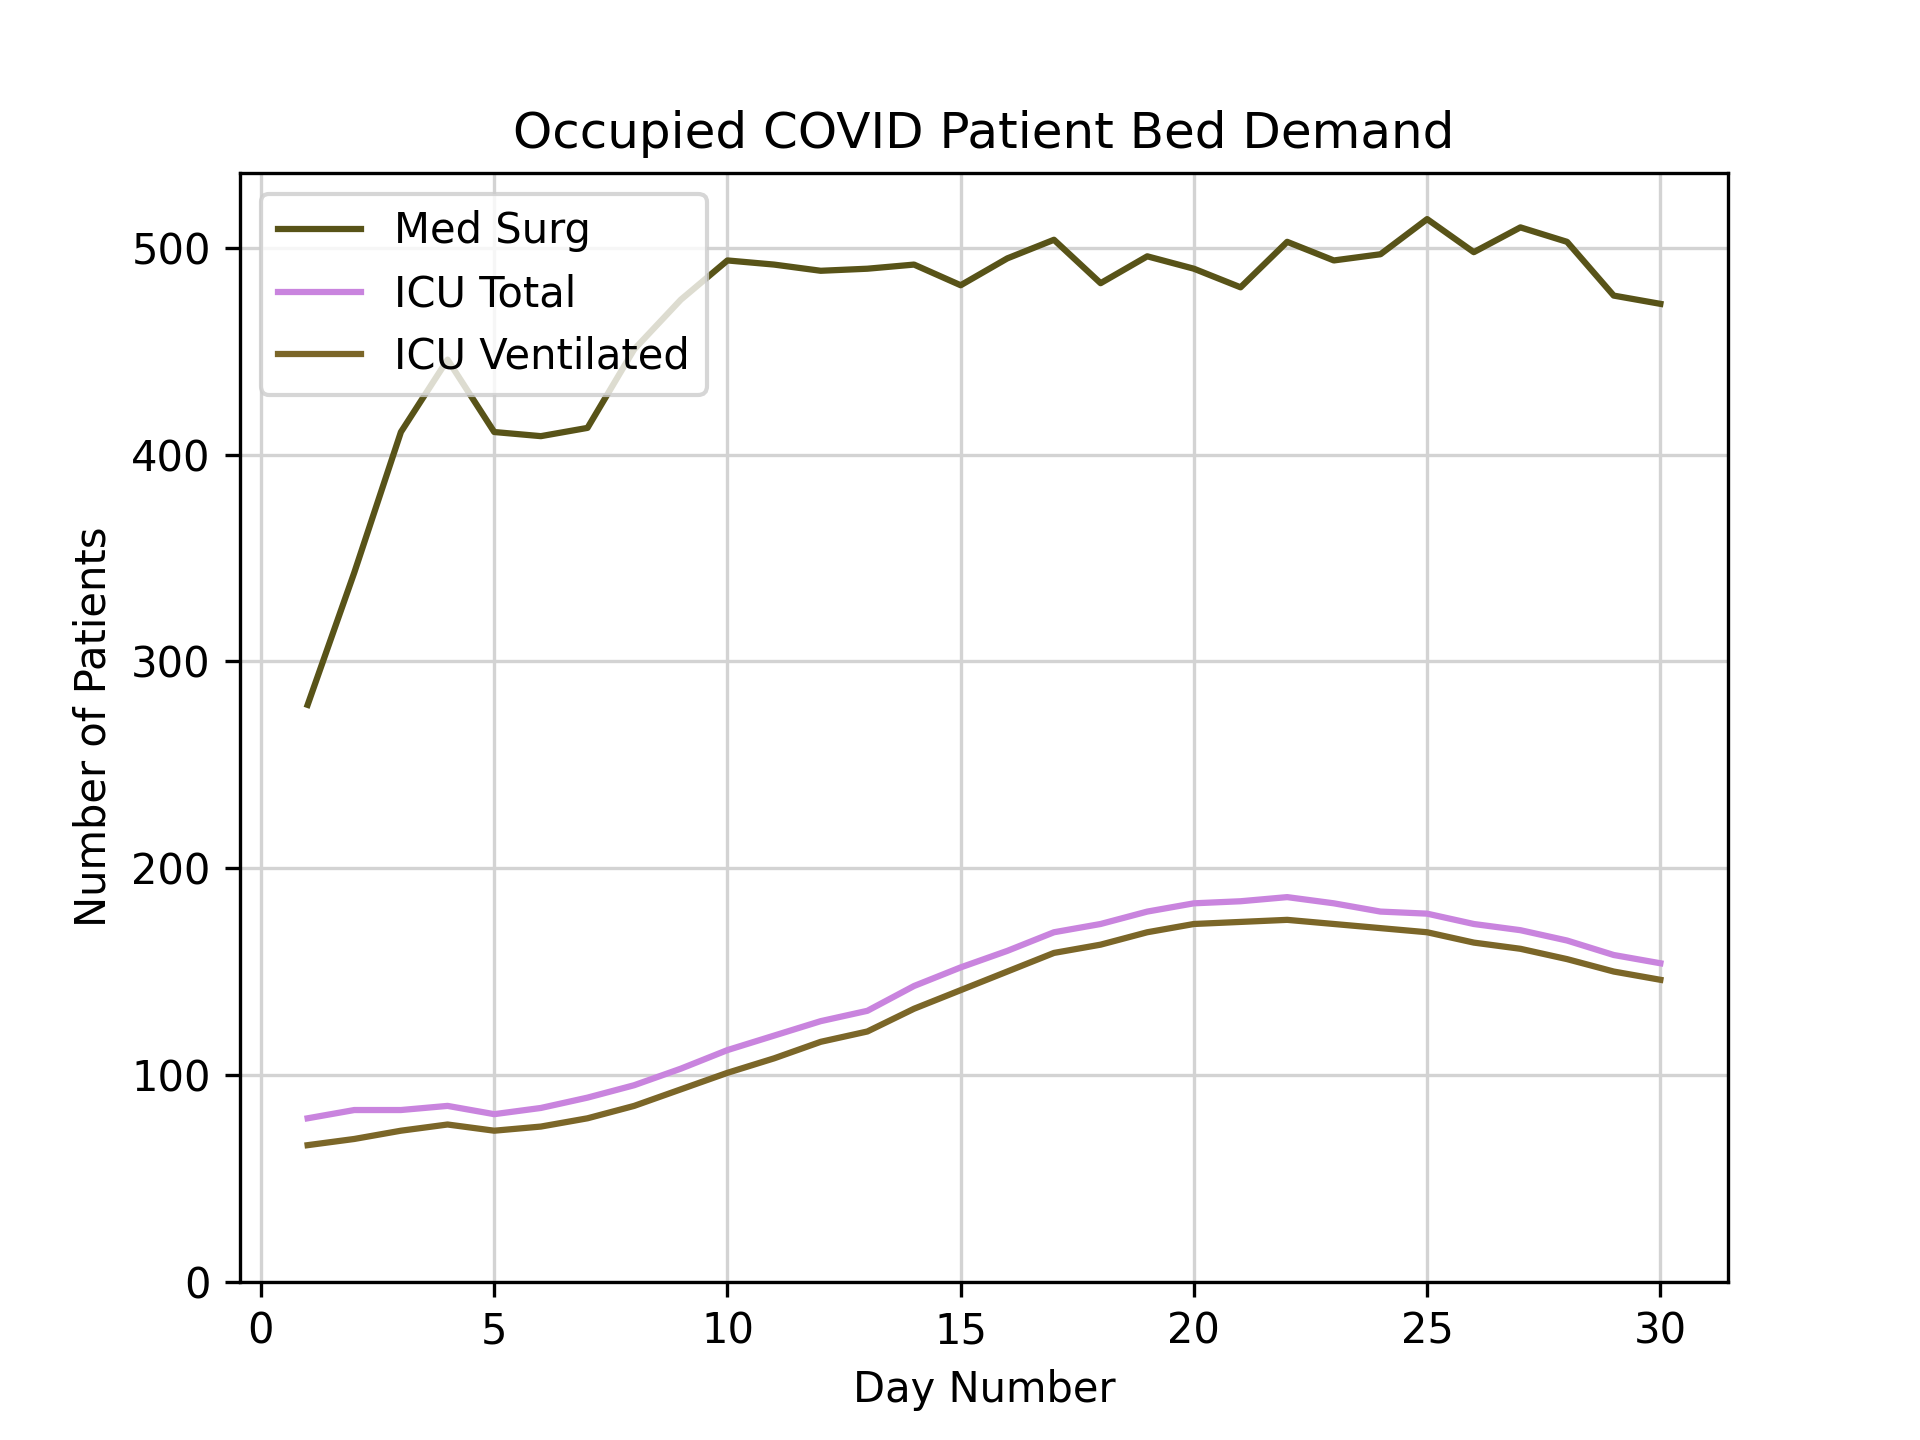 Occupied COVID Patient Bed Demand
Med Surg
ICU Total
ICU Ventilated
500
400
300
200
100
0
Number of Patients
0 5 10 15 20 25 30
Day Number